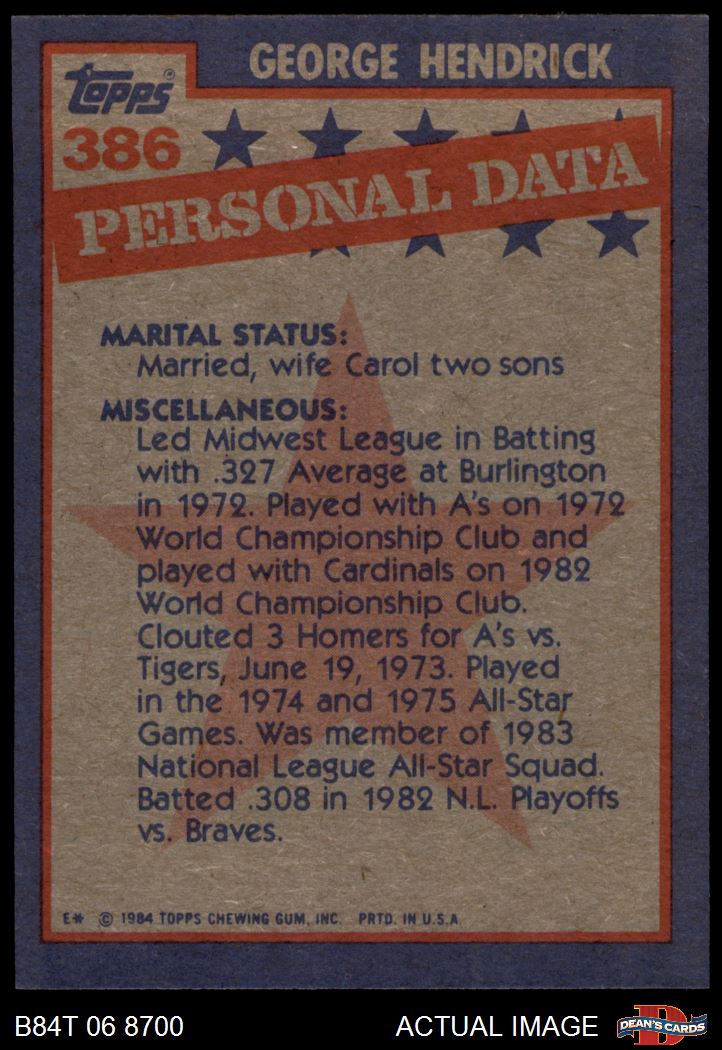 GEORGE HENDRICK
TOPPS
386
PERSONAL DATA
MARITAL STATUS:
Married, wife Carol two sons
MISCELLANEOUS:
Led Midwest League in Batting
with .327 Average at Burlington
in 1972. Played with A's on 1972
World Championship Club and
played with Cardinals on 1982
World Championship Club.
Clouted 3 Homers for A's vs.
Tigers, June 19, 1973. Played
in the 1974 and 1975 All-Star
Games. Was member of 1983
National League All-Star Squad.
Batted .308 in 1982 N.L. Playoffs
vs. Braves.
E* © 1984 TOPPS CHEWING GUM, INC. PRTD. IN U.S.A.
B84T 06 8700 ACTUAL IMAGE
DEAN'S CARDS